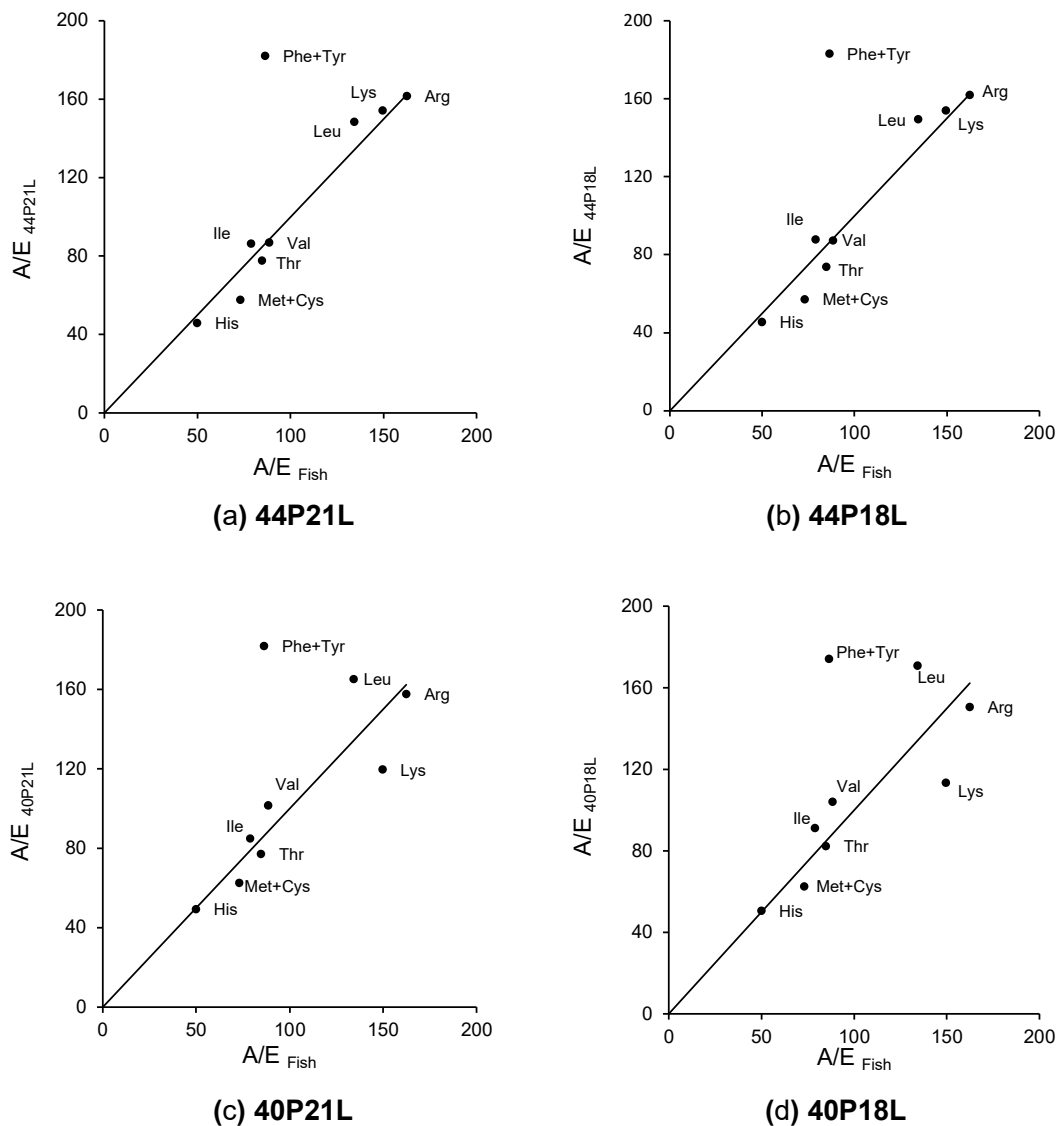 200
160
120
80
40
0
A/E 44P21L
Phe+Tyr
Lys
Arg
Leu
Ile
Val
Thr
Met+Cys
His
0 50 100 150 200
A/E Fish
(a) 44P21L
200
160
120
80
40
0
A/E 44P18L
Phe+Tyr
Arg
Leu
Lys
Ile
Val
Thr
Met+Cys
His
0 50 100 150 200
A/E Fish
(b) 44P18L
200
160
120
80
40
0
A/E 40P21L
Phe+Tyr
Leu
Arg
Lys
Val
Ile
Thr
Met+Cys
His
0 50 100 150 200
A/E Fish
(c) 40P21L
200
160
120
80
40
0
A/E 40P18L
Phe+Tyr
Leu
Arg
Lys
Val
Ile
Thr
Met+Cys
His
0 50 100 150 200
A/E Fish
(d) 40P18L